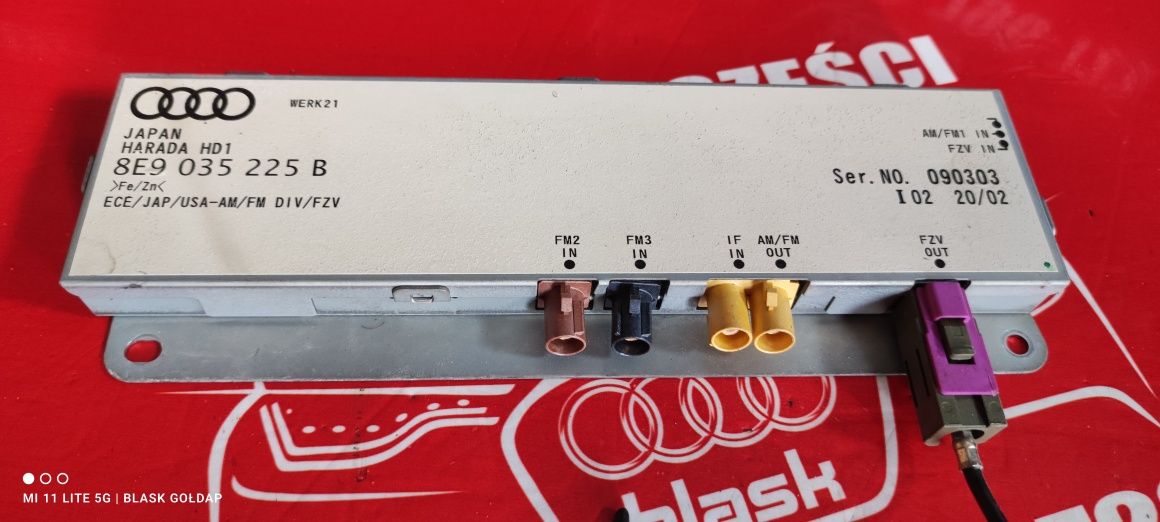 CZĘŚCI
WERK21
JAPAN
HARADA HD1
8E9 035 225 B
>Fe/Zn<
ECE/JAP/USA-AM/FM DIV/FZV
AM/FM1 IN
FZV IN
Ser.NO. 090303
I02 20/02
FM2 IN
FM3 IN
IF IN
AM/FM OUT
FZV OUT
blask
MI 11 LITE 5G | BLASK GOŁDAP